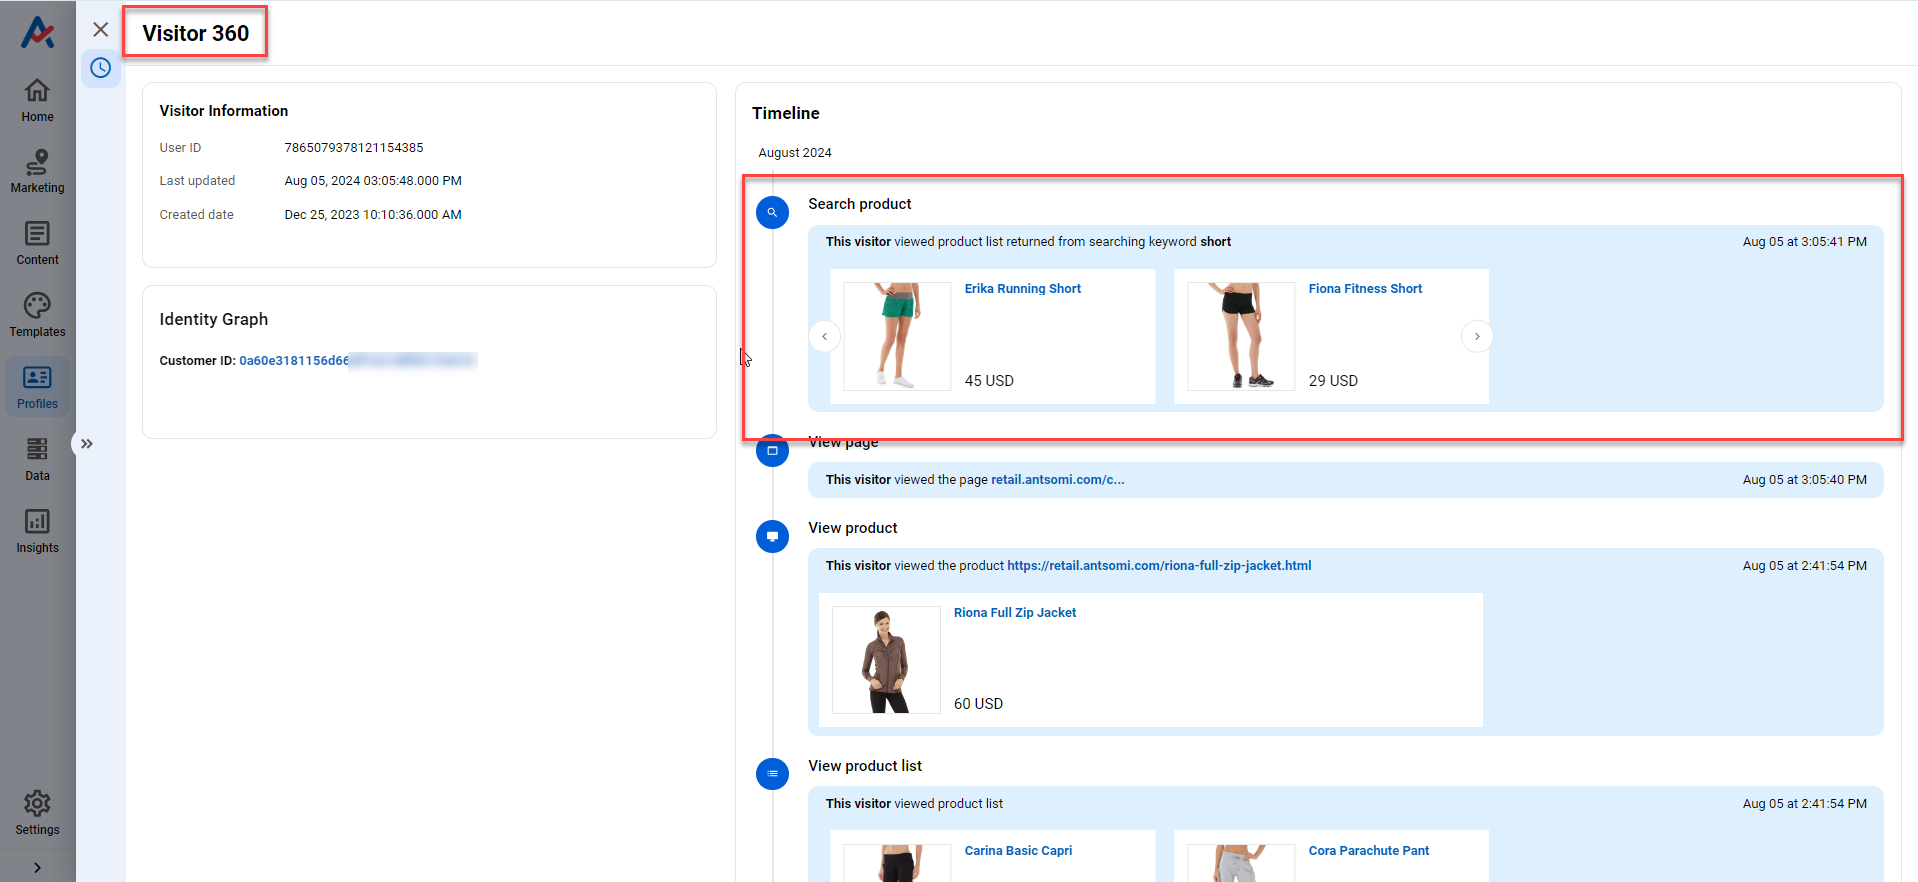 Visitor 360
Home
Marketing
Content
Templates
Profiles
Data
Insights
Settings
Visitor Information
User ID 7865079378121154385
Last updated Aug 05, 2024 03:05:48.000 PM
Created date Dec 25, 2023 10:10:36.000 AM
Identity Graph
Customer ID: 0a60e3181156d66
Timeline
August 2024
Search product
This visitor viewed product list returned from searching keyword short Aug 05 at 3:05:41 PM
Erika Running Short
45 USD
Fiona Fitness Short
29 USD
View page
This visitor viewed the page retail.antsomi.com/c... Aug 05 at 3:05:40 PM
View product
This visitor viewed the product https://retail.antsomi.com/riona-full-zip-jacket.html Aug 05 at 2:41:54 PM
Riona Full Zip Jacket
60 USD
View product list
This visitor viewed product list Aug 05 at 2:41:54 PM
Carina Basic Capri
Cora Parachute Pant